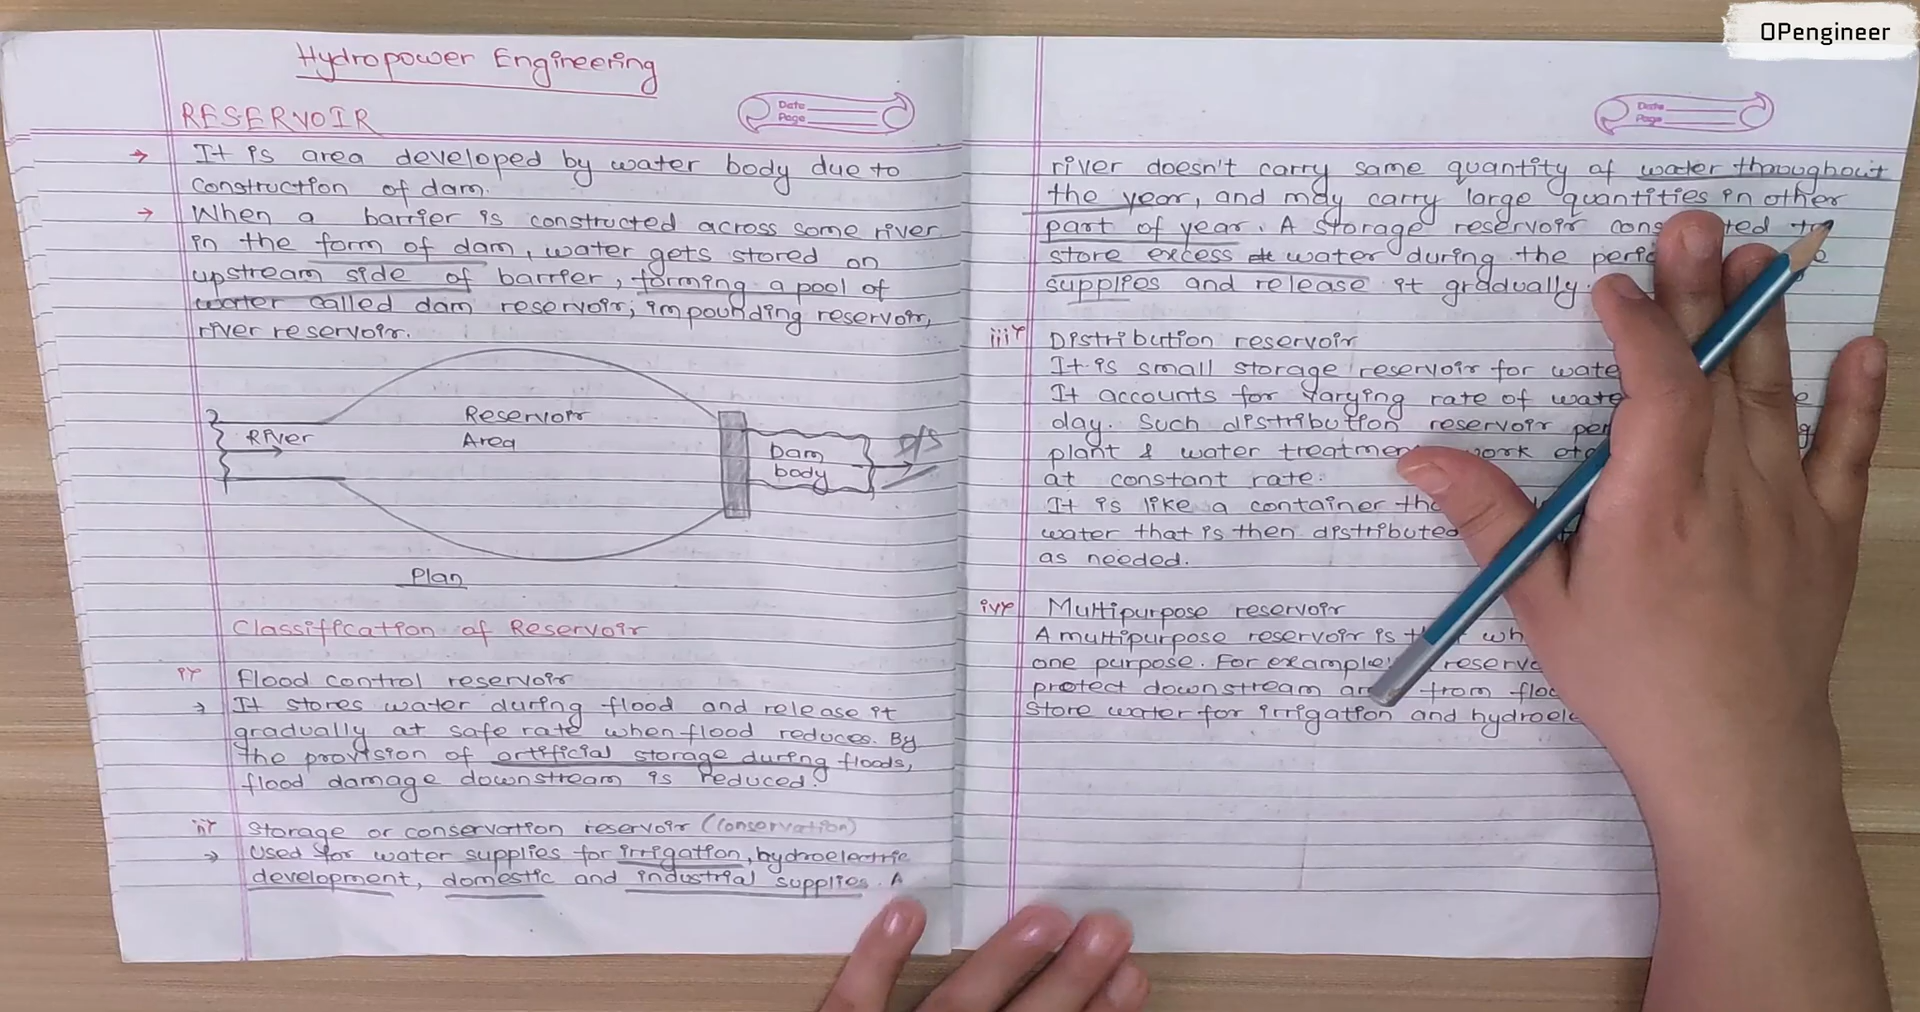 OPengineer
Hydropower Engineering
Date
Page
RESERVOIR
→ It is area developed by water body due to
construction of dam.
→ When a barrier is constructed across some river
in the form of dam, water gets stored on
upstream side of barrier, forming a pool of
water called dam reservoir, impounding reservoir,
river reservoir.
Reservoir
Area
River
Dam
body
D/S
Plan
Classification of Reservoir
i) Flood control reservoir
→ It stores water during flood and release it
gradually at safe rate when flood reduces. By
the provision of artificial storage during floods,
flood damage downstream is reduced.
ii) Storage or conservation reservoir (conservation)
→ Used for water supplies for irrigation, hydroelectric
development, domestic and industrial supplies. A
Date
Page
river doesn't carry same quantity of water throughout
the year, and may carry large quantities in other
part of year. A storage reservoir
store excess water during the
supplies and release it gradually.
iii) Distribution reservoir
It is small storage reservoir for
It accounts for varying rate of
day. Such distribution reservoir
plant & water work
at constant rate.
It is like a container
water that is then distributed
as needed.
iv) Multipurpose reservoir
A multipurpose reservoir is
one purpose. For example,
protect downstream from
store water for irrigation and